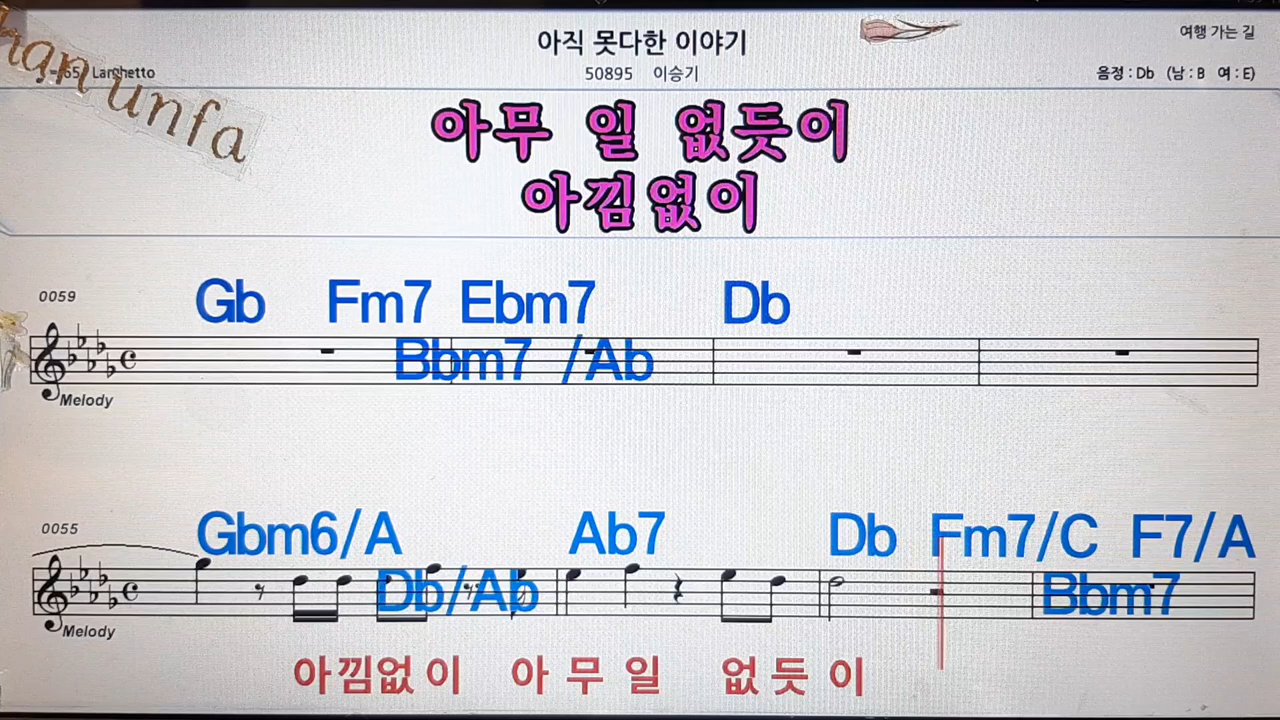 아직 못다한 이야기
여행 가는 길
65 Larghetto
50895 이승기
음정 : Db (남 : B 여 : E)
han unfa
아무 일 없듯이
아낌없이
0059
Gb Fm7 Ebm7 Db
Bbm7 /Ab
Melody
0055
Gbm6/A Ab7 Db Fm7/C F7/A
Db/Ab Bbm7
Melody
아낌없이 아 무 일 없 듯 이